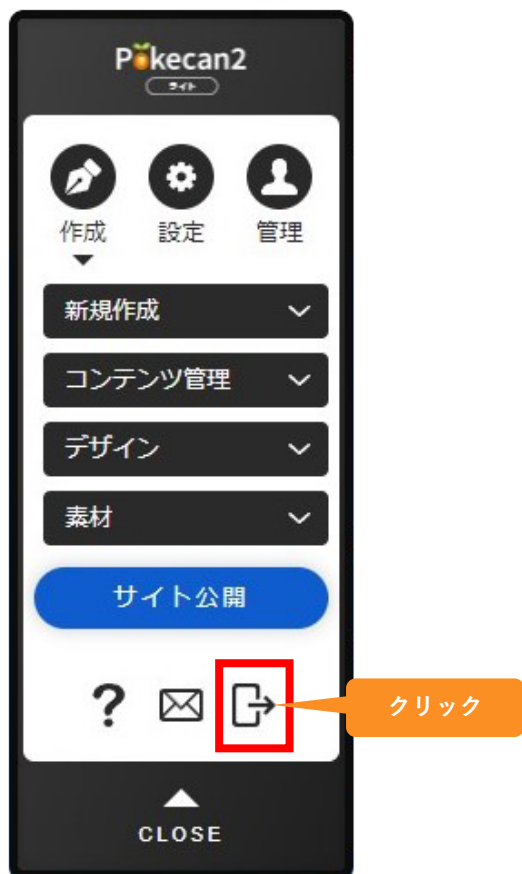 Pokecan2
ライト
作成 設定 管理
新規作成
コンテンツ管理
デザイン
素材
サイト公開
?
クリック
CLOSE